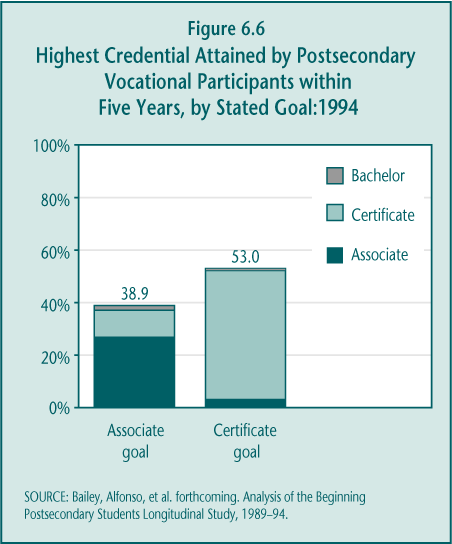 Figure 6.6
Highest Credential Attained by Postsecondary
Vocational Participants within
Five Years, by Stated Goal:1994
100%
80%
60%
40%
20%
0%
Bachelor
Certificate
Associate
38.9
53.0
Associate
goal
Certificate
goal
SOURCE: Bailey, Alfonso, et al. forthcoming. Analysis of the Beginning
Postsecondary Students Longitudinal Study, 1989–94.